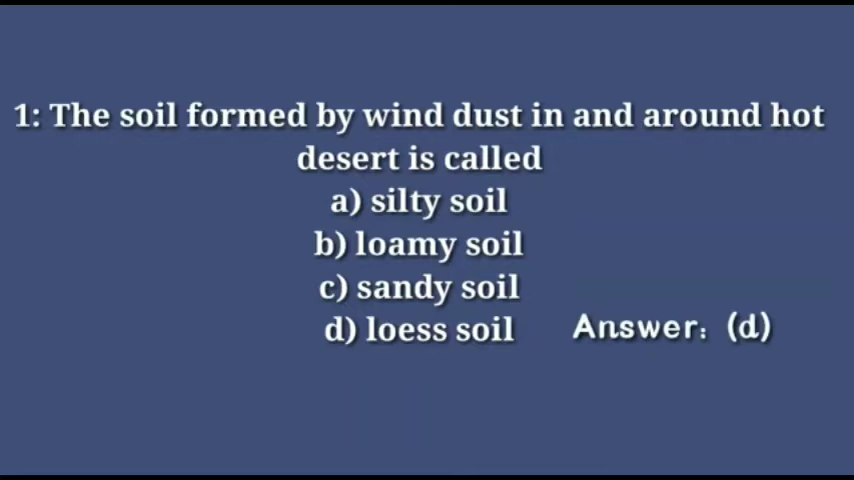 1: The soil formed by wind dust in and around hot
desert is called
a) silty soil
b) loamy soil
c) sandy soil
d) loess soil
Answer: (d)